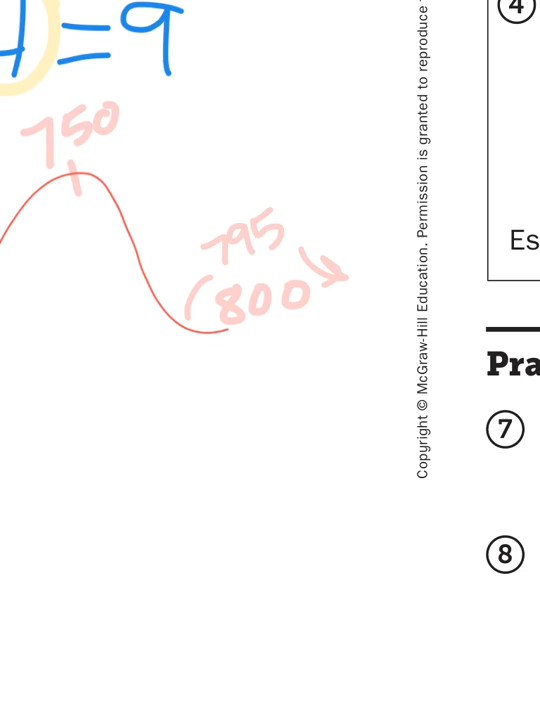 4
= 9
750
795
(800
Copyright © McGraw-Hill Education. Permission is granted to reproduce
Es
Pra
7
8